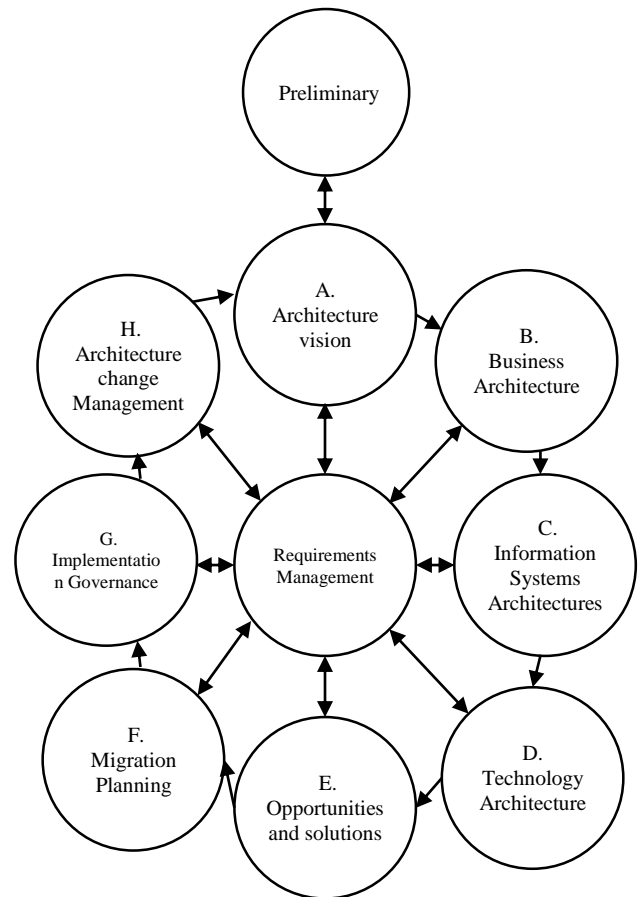 Preliminary
A.
Architecture
vision
B.
Business
Architecture
C.
Information
Systems
Architectures
D.
Technology
Architecture
E.
Opportunities
and solutions
F.
Migration
Planning
G.
Implementatio
n Governance
H.
Architecture
change
Management
Requirements
Management